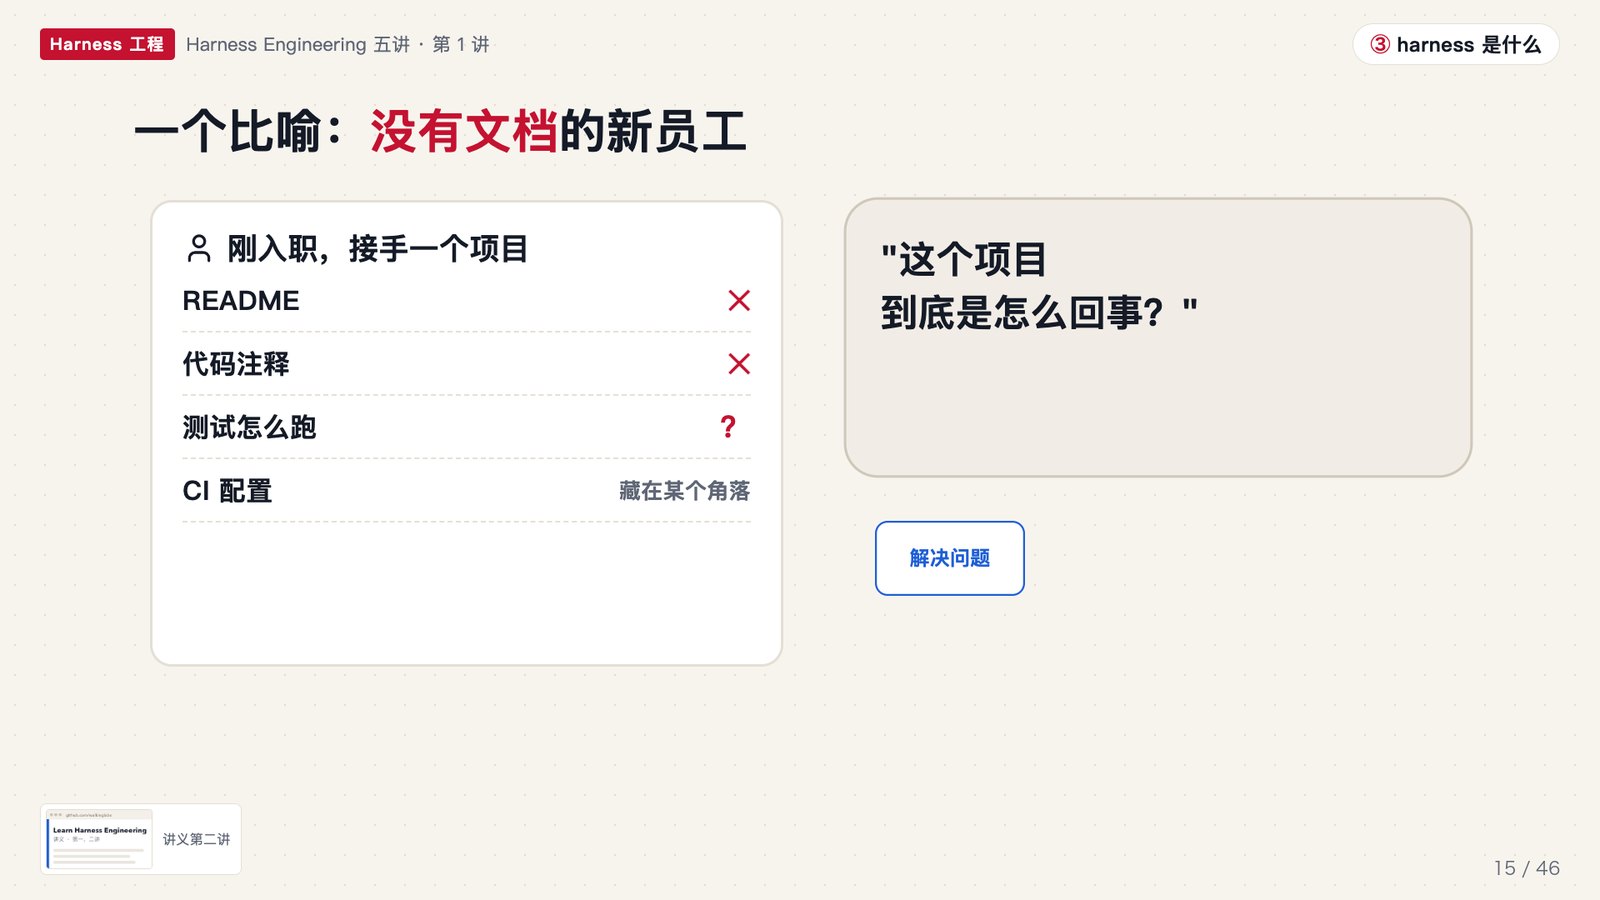 Harness 工程
Harness Engineering 五讲 · 第 1 讲
③ harness 是什么
一个比喻：没有文档的新员工
刚入职，接手一个项目
README
代码注释
测试怎么跑 ?
CI 配置 藏在某个角落
"这个项目
到底是怎么回事？"
解决问题
Learn Harness Engineering
讲义第二讲
15 / 46